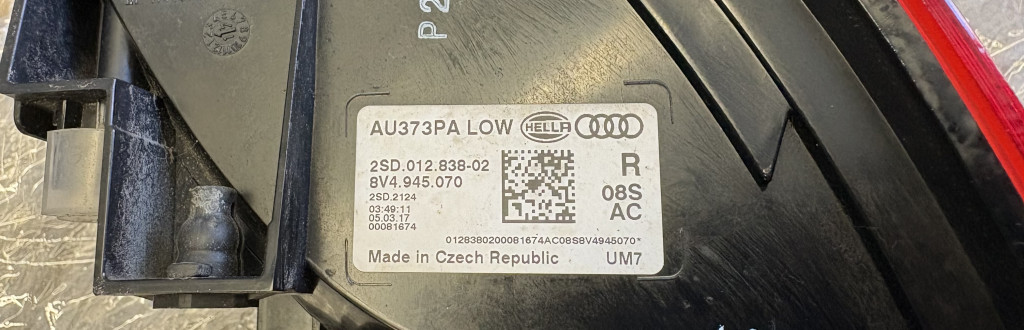 P2
AU373PA LOW HELLA
2SD.012.838-02
8V4.945.070
2SD.2124
03:49:11
05.03.17
00081674
R
08S
AC
0128380200081674AC08S8V4945070*
Made in Czech Republic UM7